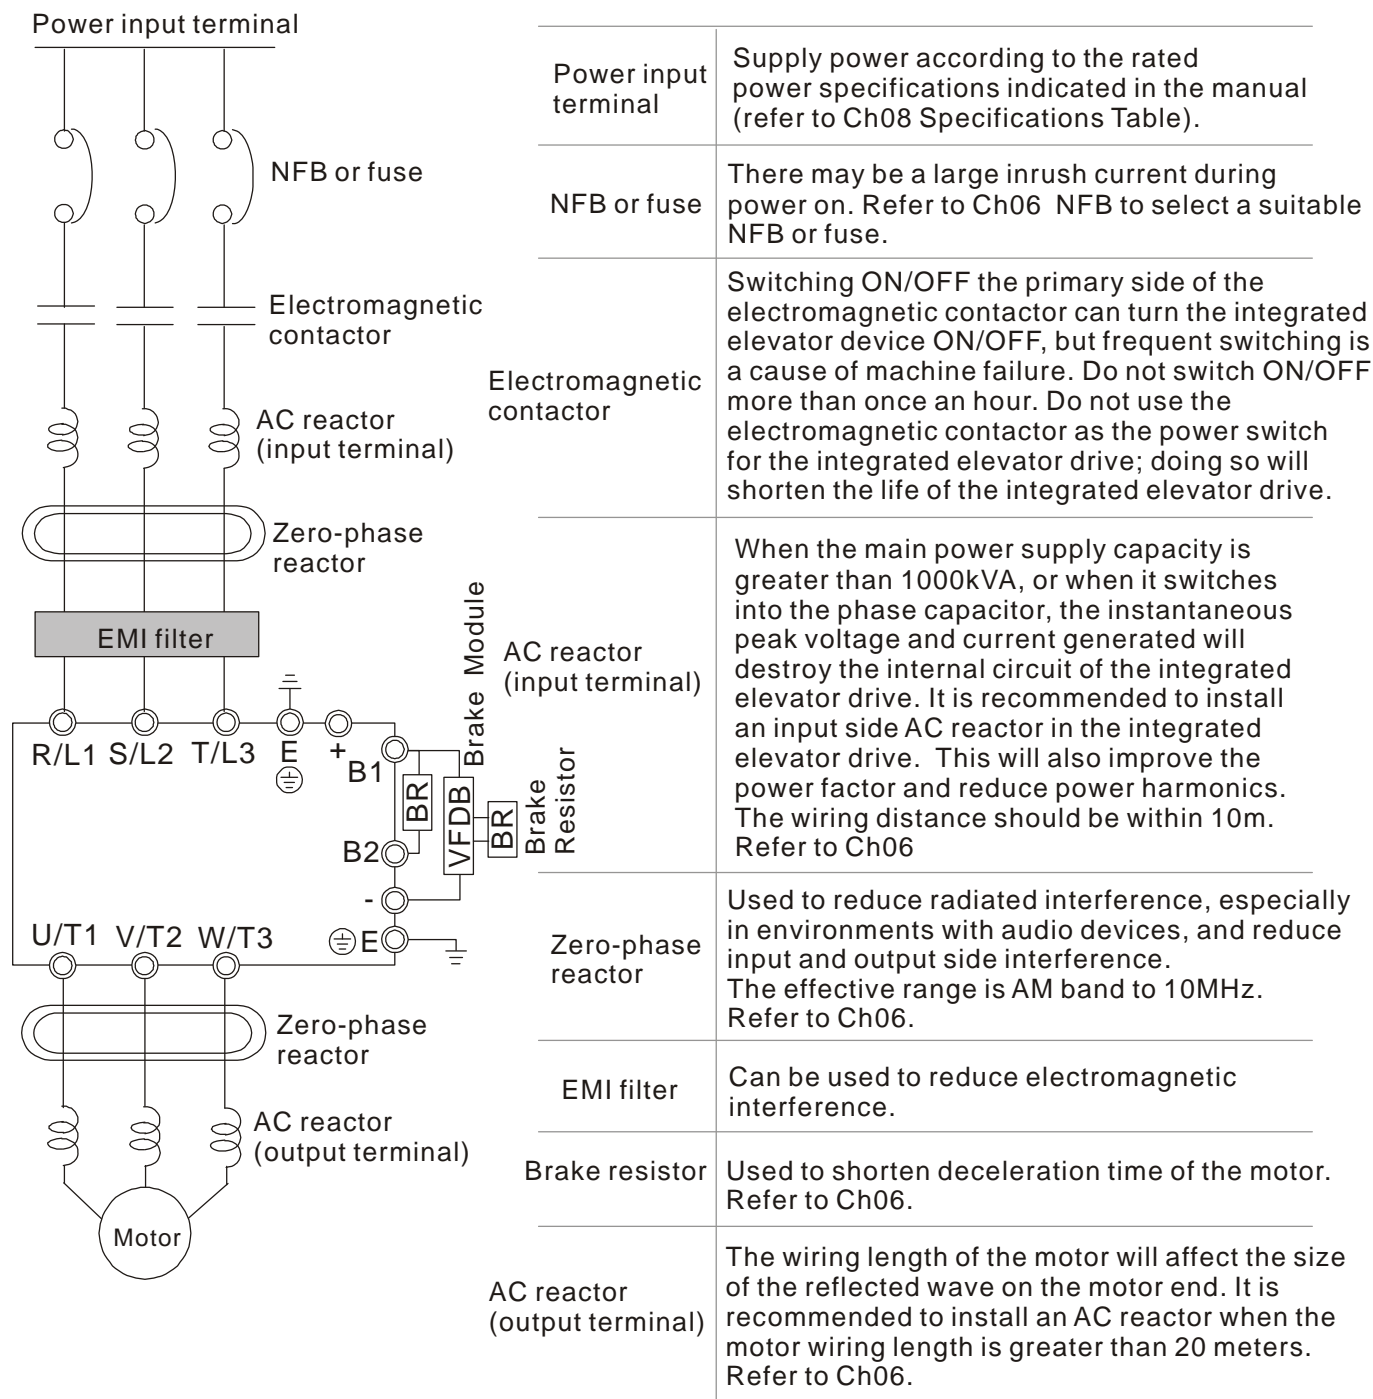 Power input terminal
NFB or fuse
Electromagnetic
contactor
AC reactor
(input terminal)
Zero-phase
reactor
EMI filter
R/L1 S/L2 T/L3 E + B1
BR
VFDB
Brake Module
BR
Brake
Resistor
B2
-
E
U/T1 V/T2 W/T3
Zero-phase
reactor
AC reactor
(output terminal)
Motor
Power input
terminal
Supply power according to the rated
power specifications indicated in the manual
(refer to Ch08 Specifications Table).
NFB or fuse
There may be a large inrush current during
power on. Refer to Ch06 NFB to select a suitable
NFB or fuse.
Electromagnetic
contactor
Switching ON/OFF the primary side of the
electromagnetic contactor can turn the integrated
elevator device ON/OFF, but frequent switching is
a cause of machine failure. Do not switch ON/OFF
more than once an hour. Do not use the
electromagnetic contactor as the power switch
for the integrated elevator drive; doing so will
shorten the life of the integrated elevator drive.
AC reactor
(input terminal)
When the main power supply capacity is
greater than 1000kVA, or when it switches
into the phase capacitor, the instantaneous
peak voltage and current generated will
destroy the internal circuit of the integrated
elevator drive. It is recommended to install
an input side AC reactor in the integrated
elevator drive. This will also improve the
power factor and reduce power harmonics.
The wiring distance should be within 10m.
Refer to Ch06
Zero-phase
reactor
Used to reduce radiated interference, especially
in environments with audio devices, and reduce
input and output side interference.
The effective range is AM band to 10MHz.
Refer to Ch06.
EMI filter
Can be used to reduce electromagnetic
interference.
Brake resistor
Used to shorten deceleration time of the motor.
Refer to Ch06.
AC reactor
(output terminal)
The wiring length of the motor will affect the size
of the reflected wave on the motor end. It is
recommended to install an AC reactor when the
motor wiring length is greater than 20 meters.
Refer to Ch06.